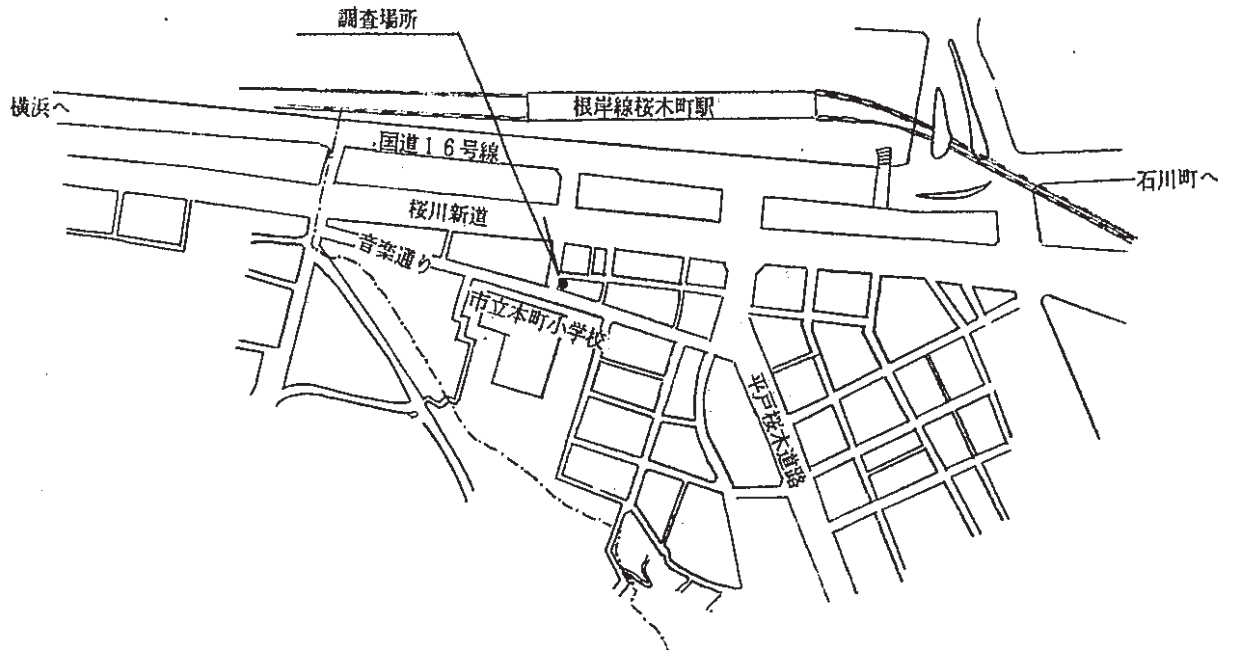 調査場所
横浜へ
根岸線桜木町駅
国道16号線
石川町へ
桜川新道
音楽通り
市立本町小学校
平戸桜木道路